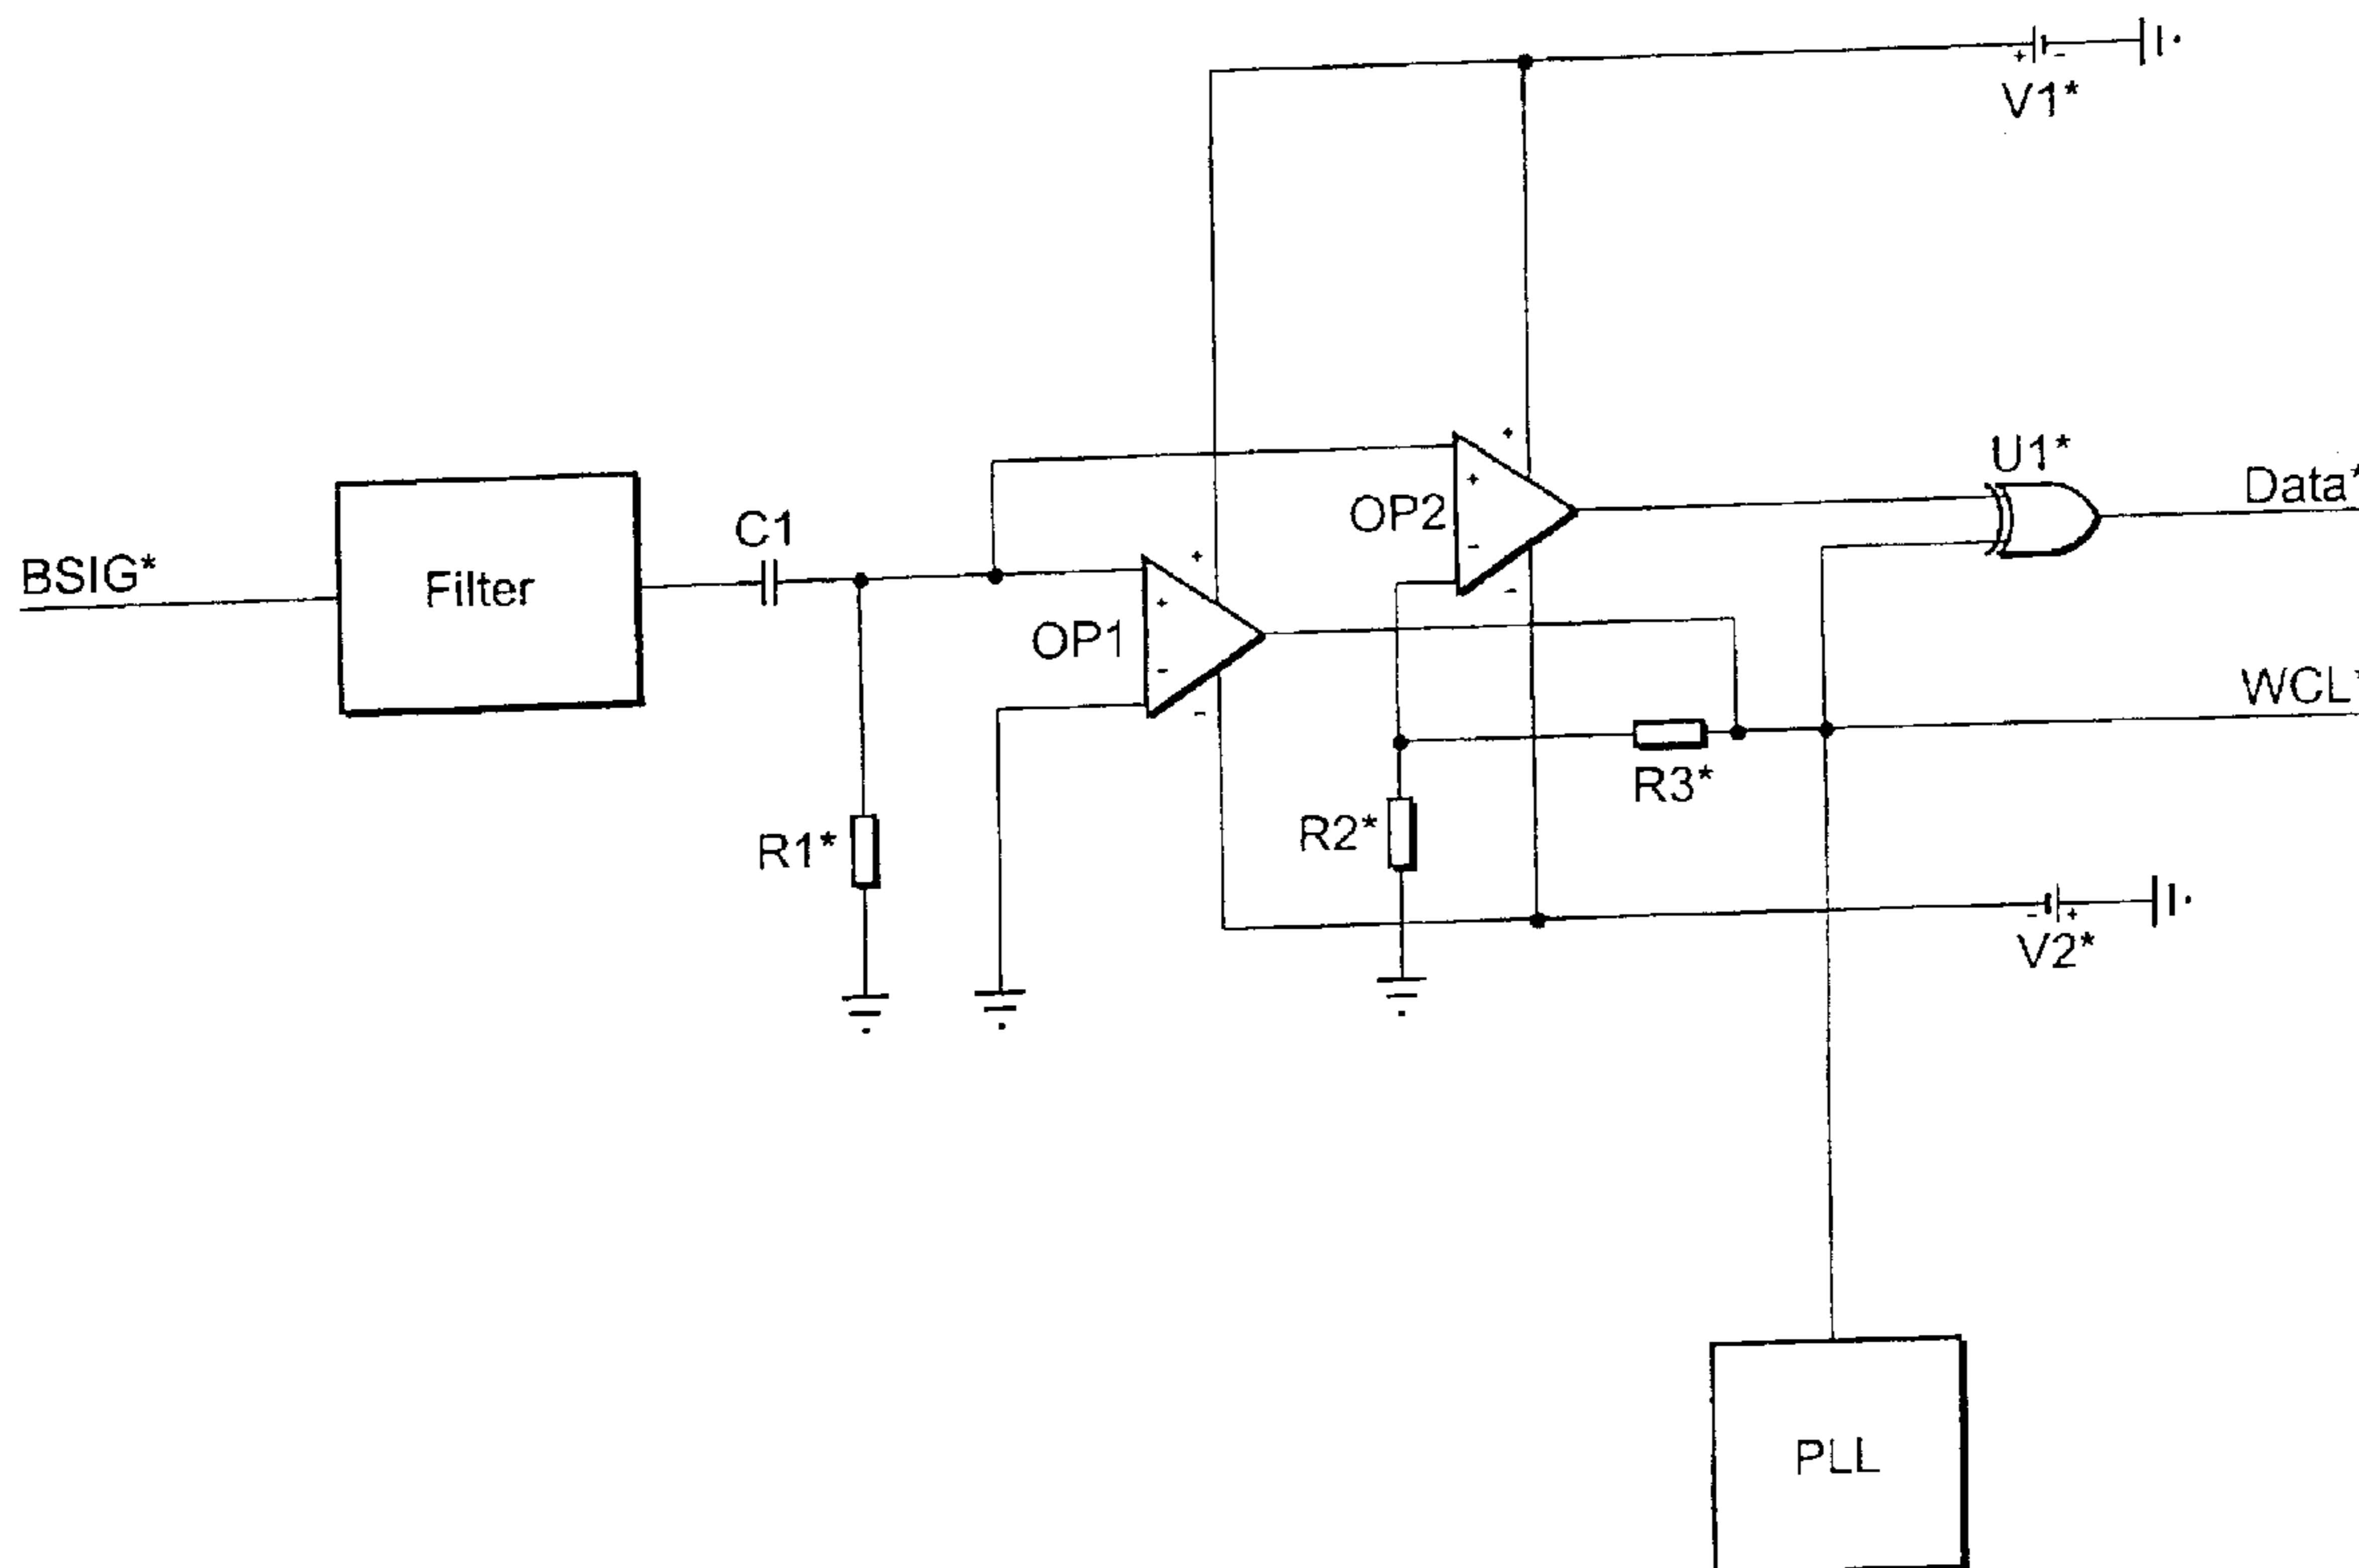 V1*
U1*
Data*
OP2
C1
BSIG*
Filter
OP1
WCL*
R3*
R1*
R2*
V2*
PLL